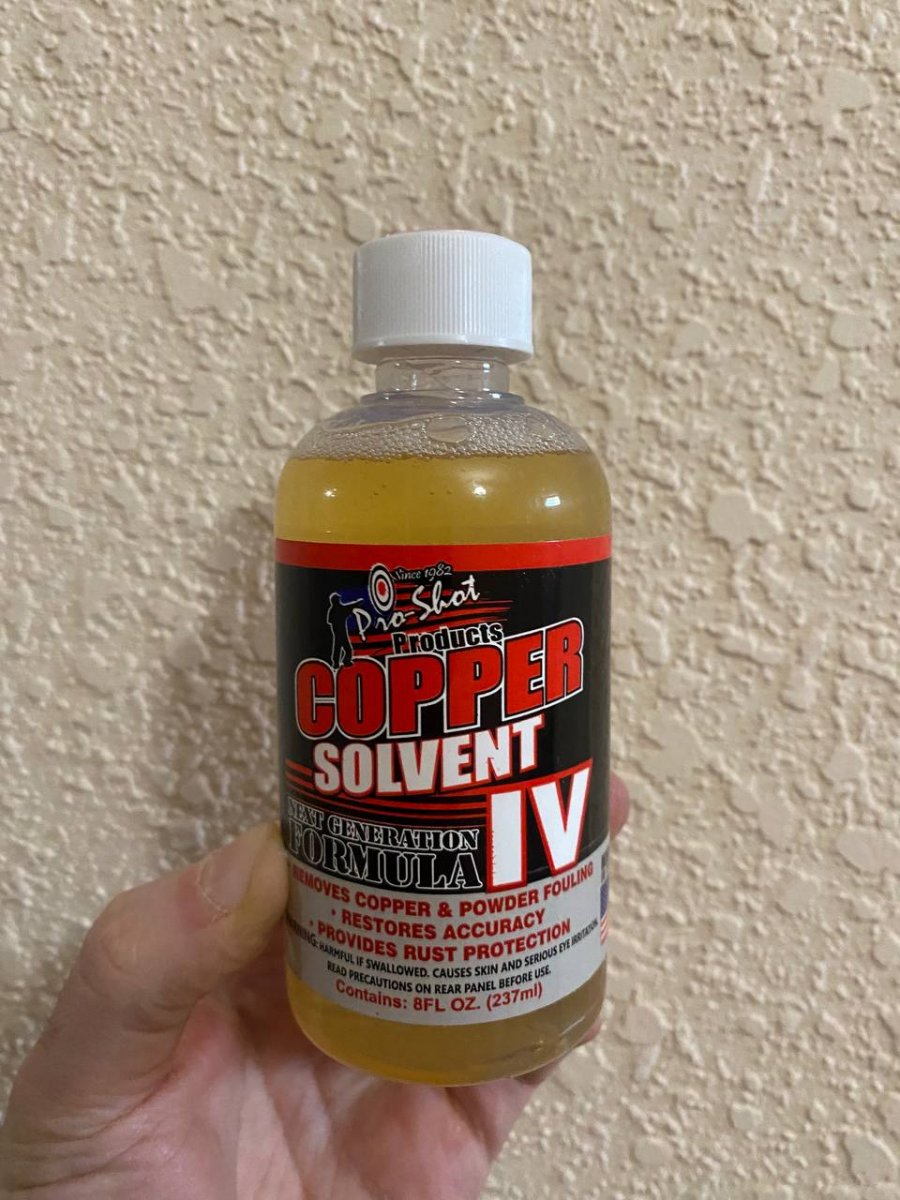 Since 1982
Pro-Shot
Products
COPPER
SOLVENT
IV
NEXT GENERATION
FORMULA
REMOVES COPPER & POWDER FOULING
• RESTORES ACCURACY
• PROVIDES RUST PROTECTION
WARNING: HARMFUL IF SWALLOWED. CAUSES SKIN AND SERIOUS EYE IRRITATION.
READ PRECAUTIONS ON REAR PANEL BEFORE USE.
Contains: 8FL OZ. (237ml)